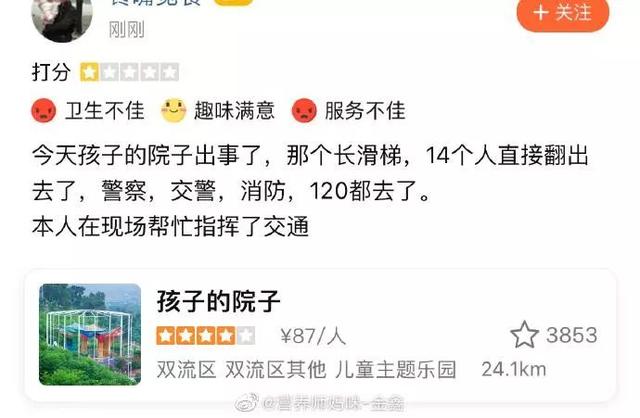 刚刚
+ 关注
打分
卫生不佳 趣味满意 服务不佳
今天孩子的院子出事了，那个长滑梯，14个人直接翻出
去了，警察，交警，消防，120都去了。
本人在现场帮忙指挥了交通
孩子的院子
¥87/人 3853
双流区 双流区其他 儿童主题乐园 24.1km
@营养师妈咪-金鑫